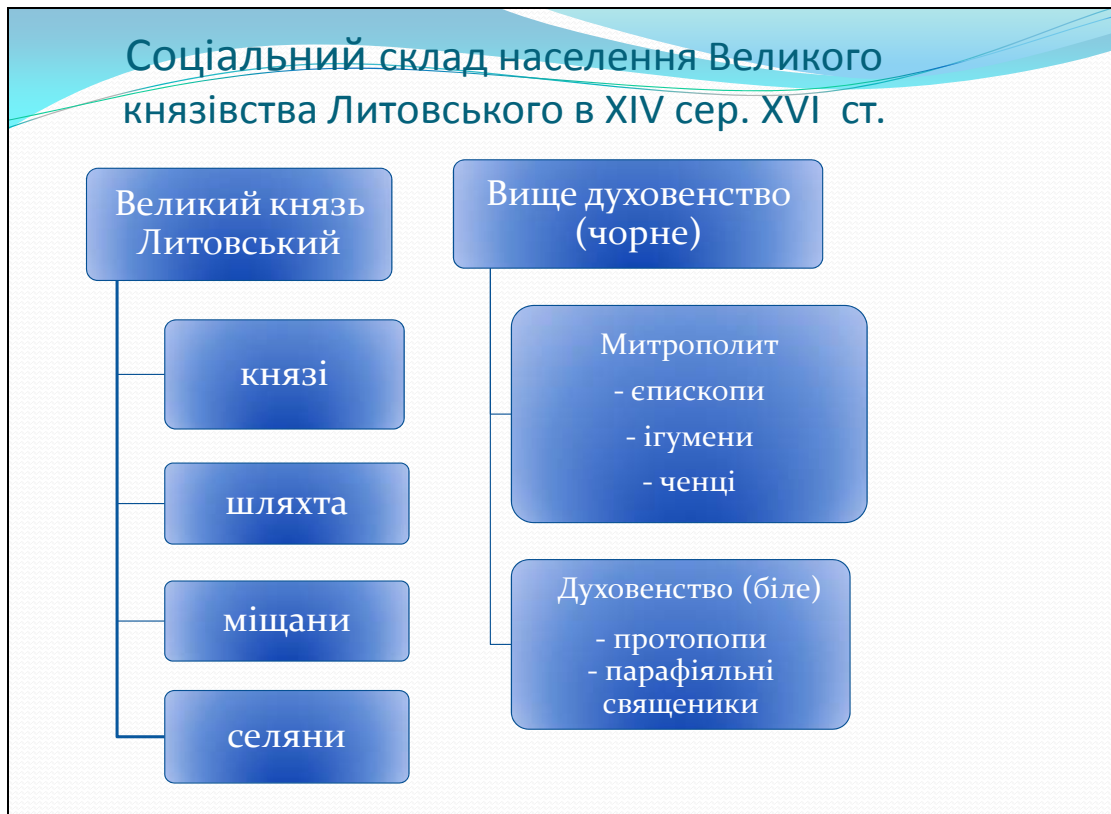 Соціальний склад населення Великого
князівства Литовського в XIV сер. XVI ст.
Великий князь
Литовський
князі
шляхта
міщани
селяни
Вище духовенство
(чорне)
Митрополит
- єпископи
- ігумени
- ченці
Духовенство (біле)
- протопопи
- парафіяльні
священики